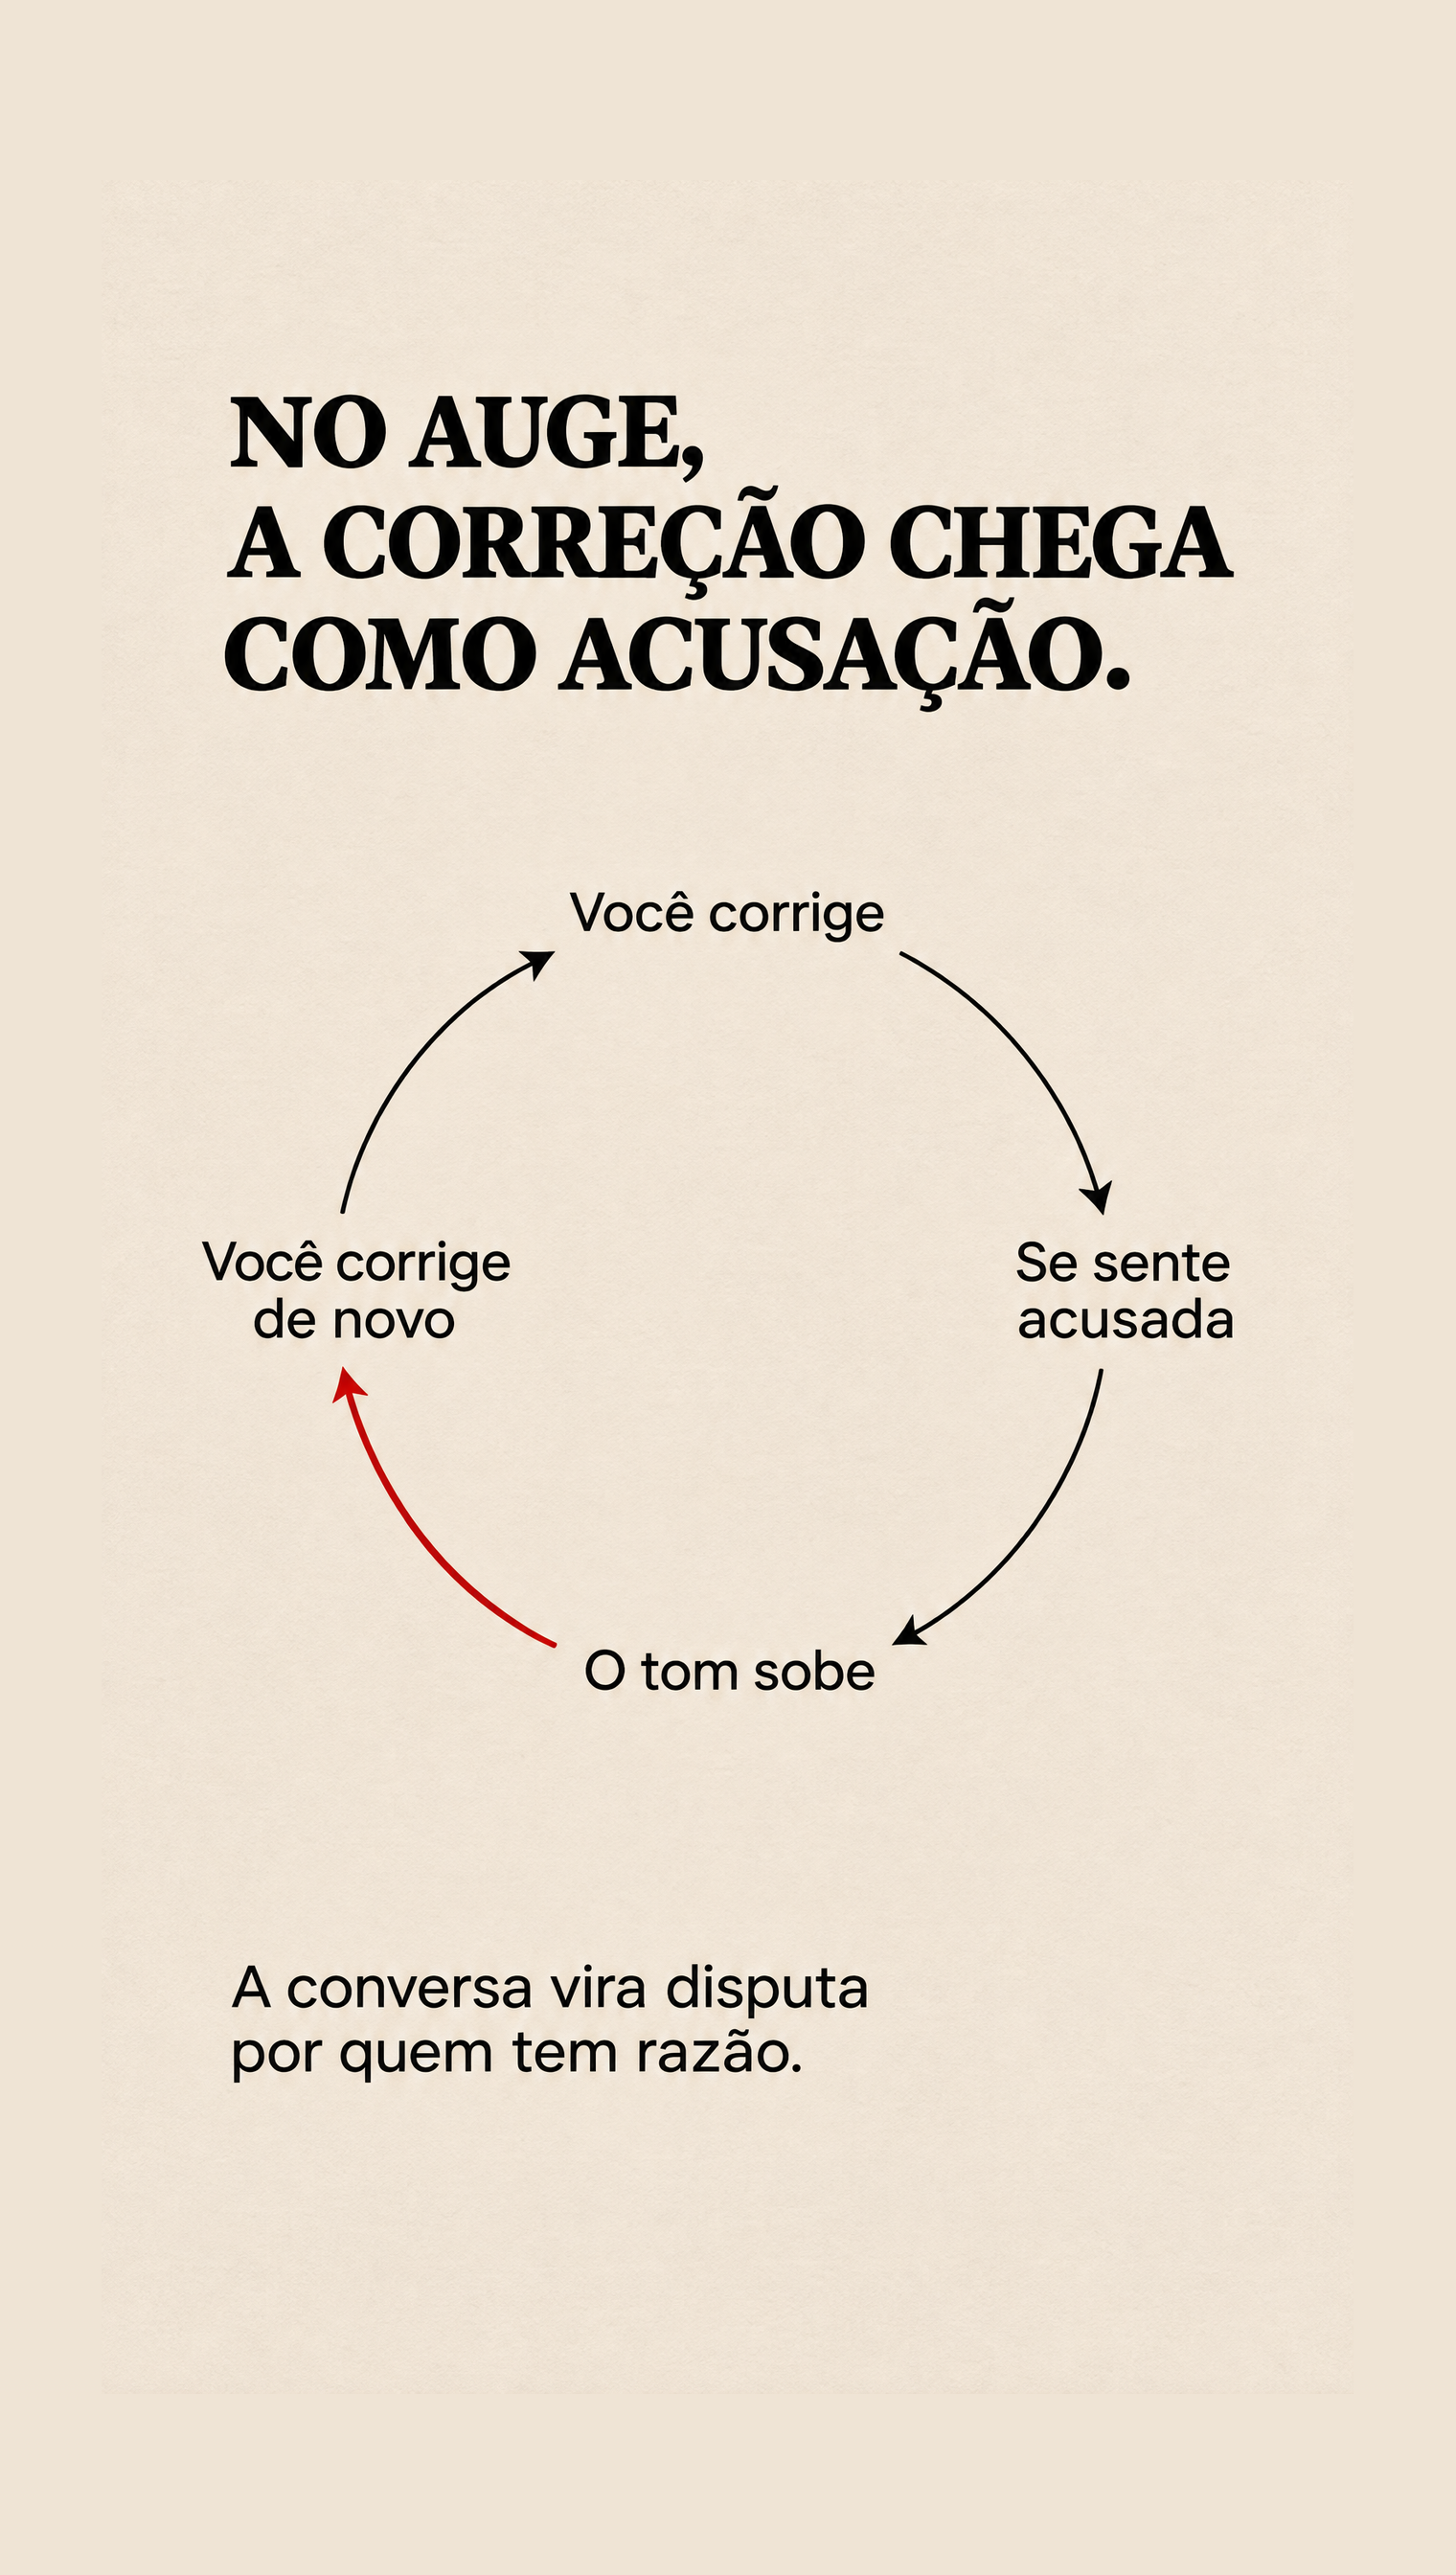 NO AUGE,
A CORREÇÃO CHEGA
COMO ACUSAÇÃO.
Você corrige
Você corrige
de novo
Se sente
acusada
O tom sobe
A conversa vira disputa
por quem tem razão.